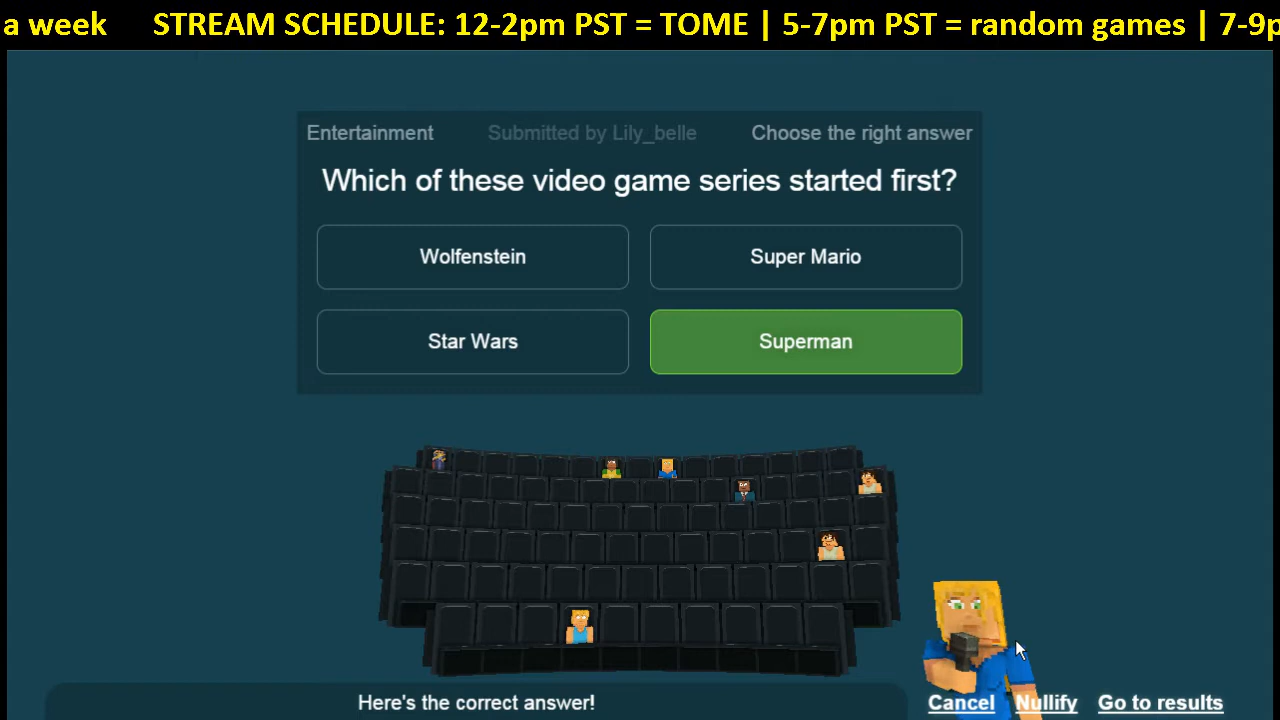 a week STREAM SCHEDULE: 12-2pm PST = TOME | 5-7pm PST = random games | 7-9p
Entertainment Submitted by Lily_belle Choose the right answer
Which of these video game series started first?
Wolfenstein Super Mario
Star Wars Superman
Here's the correct answer! Cancel Nullify Go to results